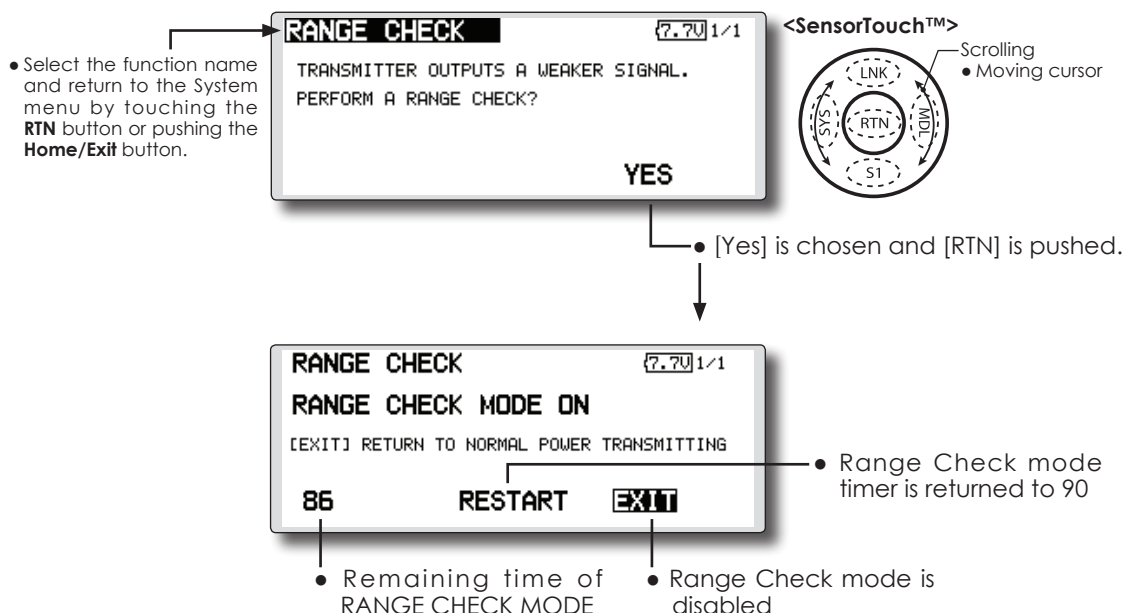 RANGE CHECK
7.7V 1/1
TRANSMITTER OUTPUTS A WEAKER SIGNAL.
PERFORM A RANGE CHECK?
YES
● Select the function name
and return to the System
menu by touching the
RTN button or pushing the
Home/Exit button.
<SensorTouch™>
Scrolling
● Moving cursor
LNK
SYS
RTN
MDL
S1
● [Yes] is chosen and [RTN] is pushed.
RANGE CHECK
7.7V 1/1
RANGE CHECK MODE ON
[EXIT] RETURN TO NORMAL POWER TRANSMITTING
86 RESTART EXIT
● Range Check mode
timer is returned to 90
● Remaining time of
RANGE CHECK MODE
● Range Check mode is
disabled